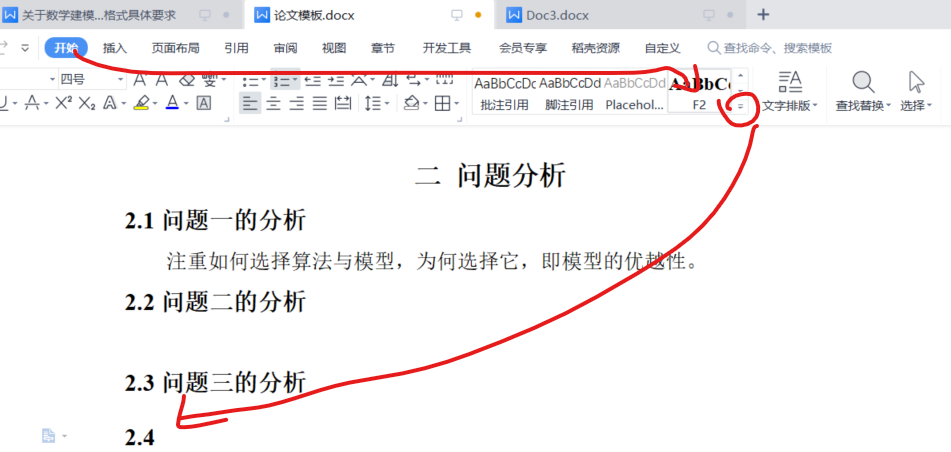 关于数学建模...格式具体要求 论文模板.docx Doc3.docx
开始 插入 页面布局 引用 审阅 视图 章节 开发工具 会员专享 稻壳资源 自定义 查找命令、搜索模板
四号
AaBbCcDc AaBbCcDd AaBbCcDd AaBbC
批注引用 脚注引用 Placehol... F2 文字排版 查找替换 选择
二 问题分析
2.1 问题一的分析
注重如何选择算法与模型，为何选择它，即模型的优越性。
2.2 问题二的分析
2.3 问题三的分析
2.4